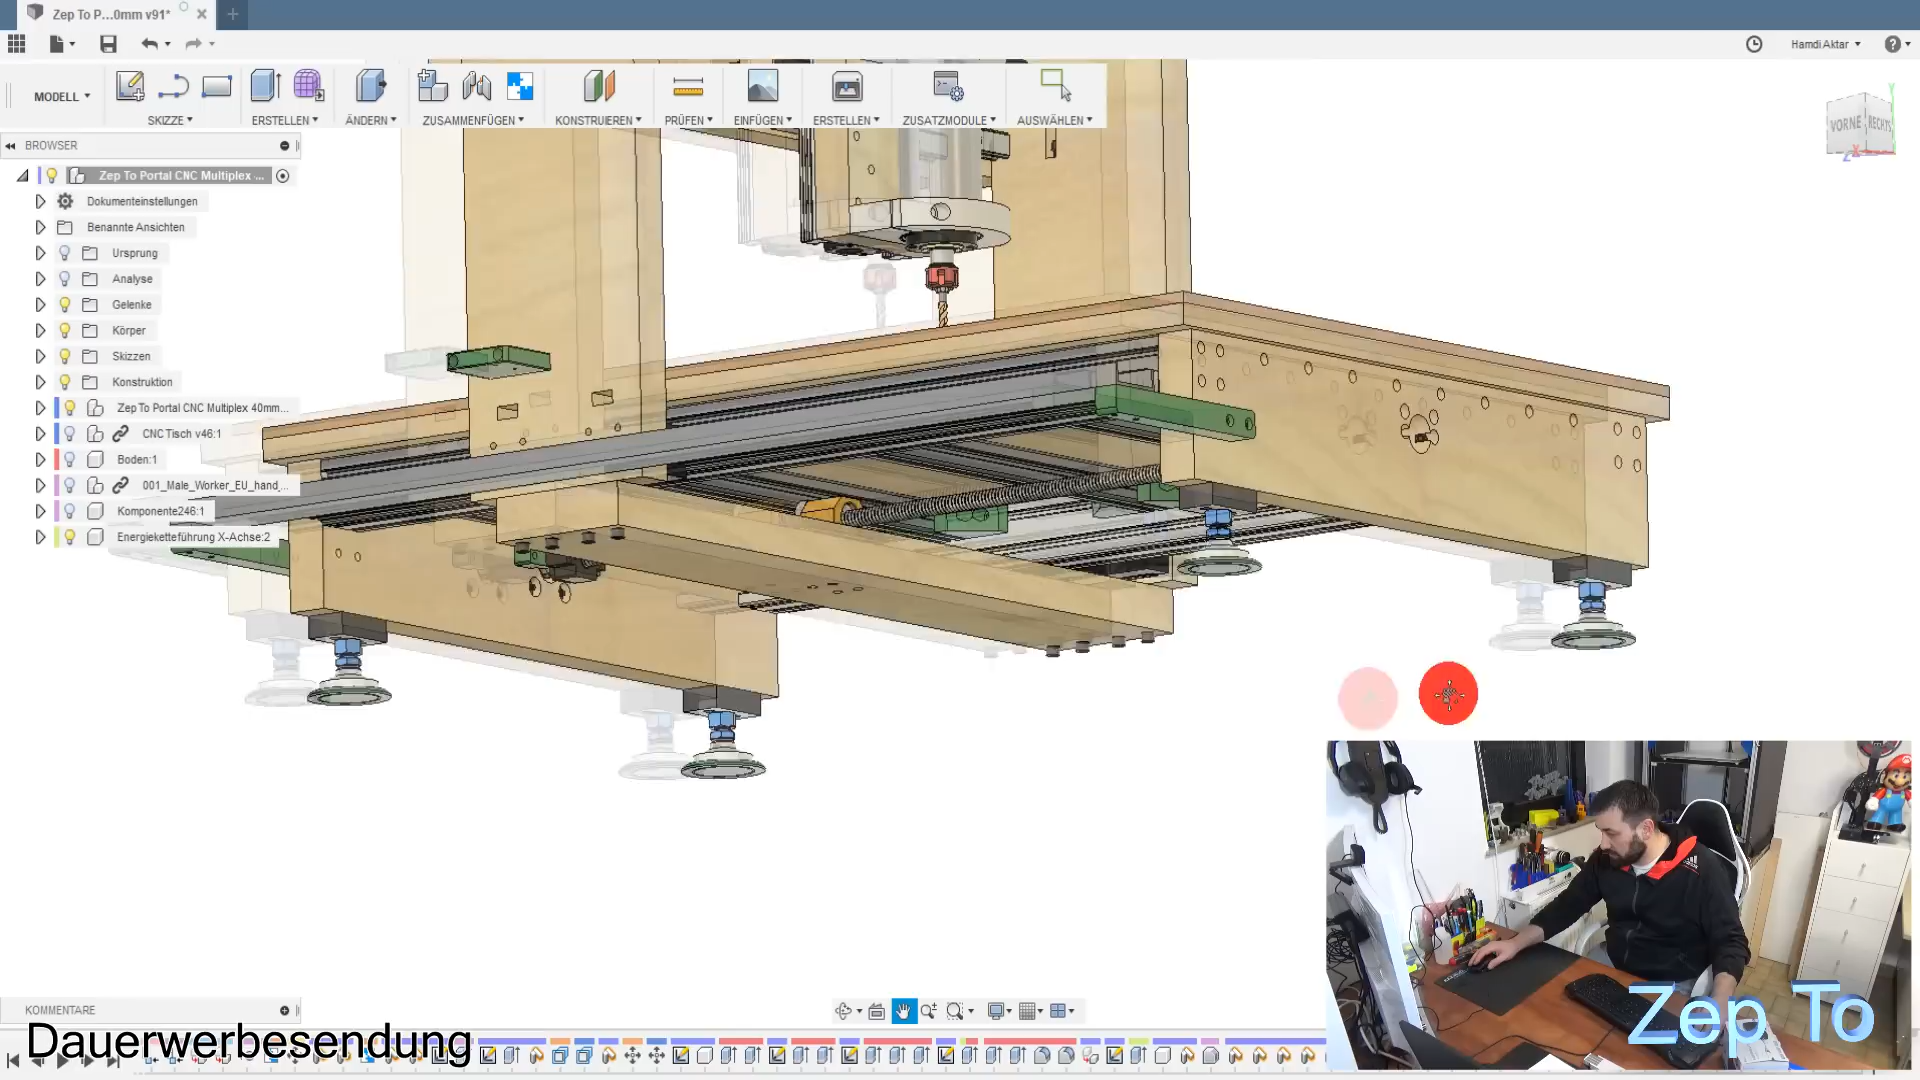 Zep To P...0mm v91*
Hamdi Aktar
MODELL
SKIZZE
ERSTELLEN
ÄNDERN
ZUSAMMENFÜGEN
KONSTRUIEREN
PRÜFEN
EINFÜGEN
ERSTELLEN
ZUSATZMODULE
AUSWÄHLEN
VORNE
RECHTS
BROWSER
Zep To Portal CNC Multiplex ...
Dokumenteinstellungen
Benannte Ansichten
Ursprung
Analyse
Gelenke
Körper
Skizzen
Konstruktion
Zep To Portal CNC Multiplex 40mm...
CNC Tisch v46:1
Boden:1
001_Male_Worker_EU_hand_...
Komponente246:1
Energieketteführung X-Achse:2
KOMMENTARE
Dauerwerbesendung
Zep To